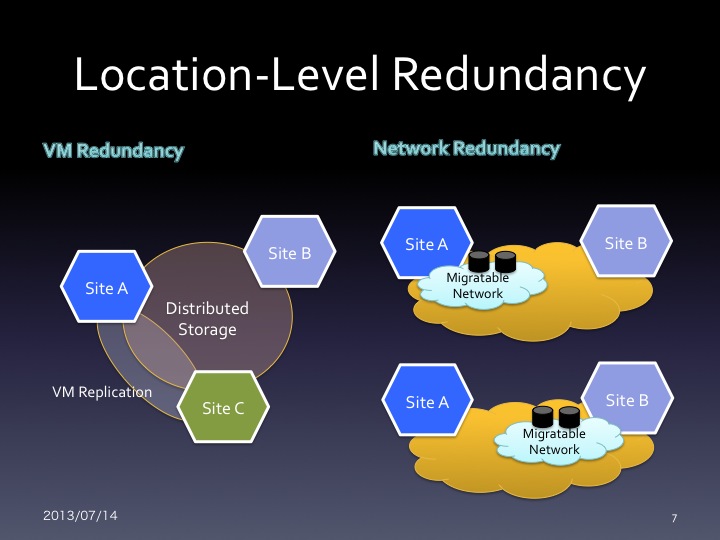 Location-Level Redundancy
VM Redundancy
Site A
Site B
Distributed
Storage
VM Replication
Site C
Network Redundancy
Site A
Site B
Migratable
Network
Site A
Site B
Migratable
Network
2013/07/14
7